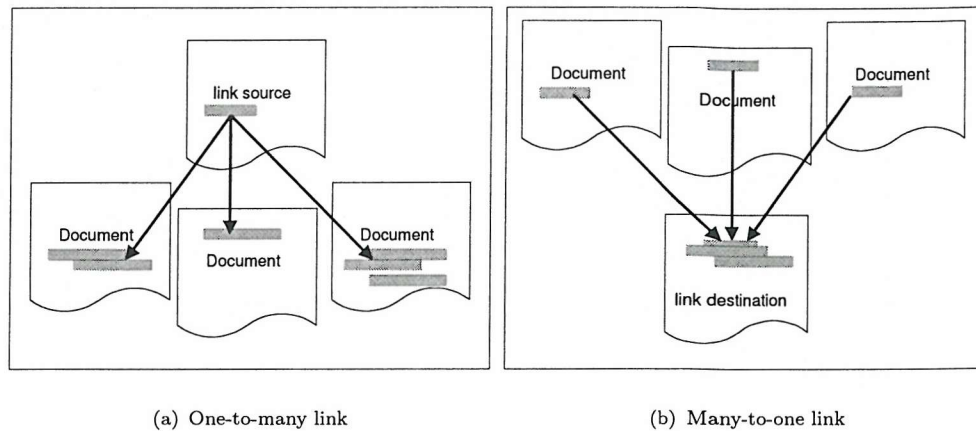 link source
Document
Document
Document
Document
Document
Document
link destination
(a) One-to-many link
(b) Many-to-one link